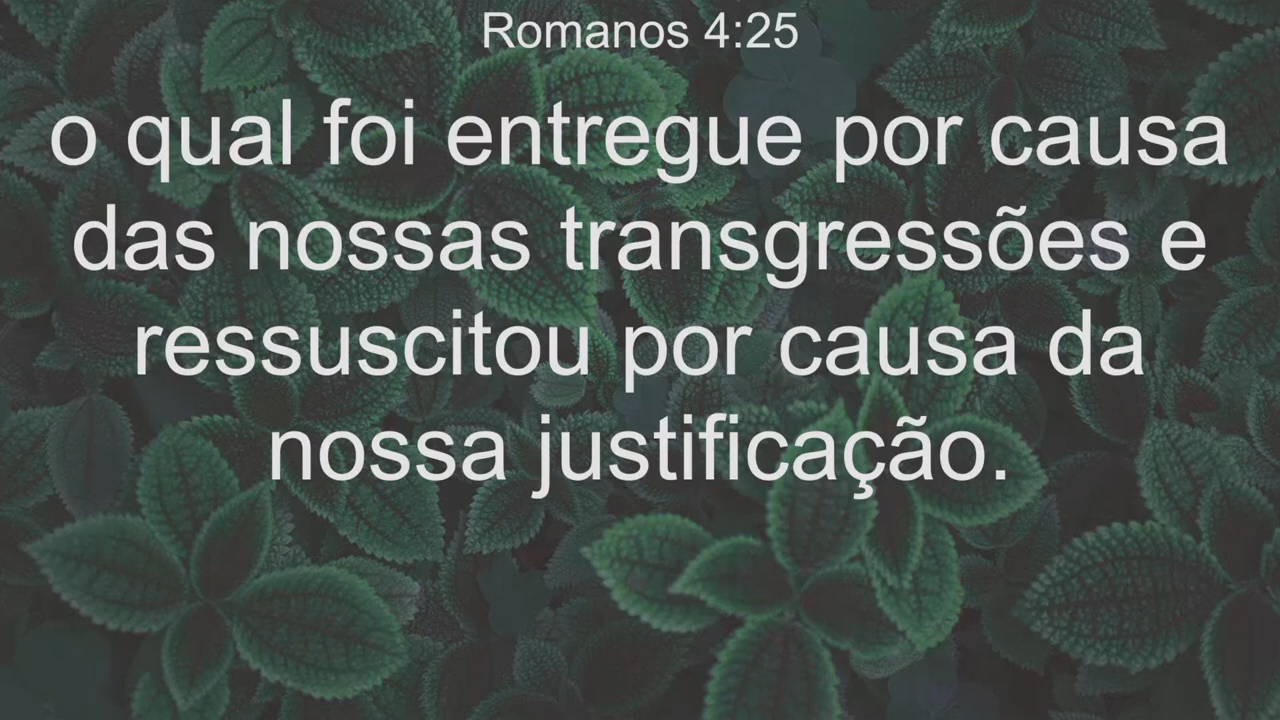 Romanos 4:25
o qual foi entregue por causa
das nossas transgressões e
ressuscitou por causa da
nossa justificação.